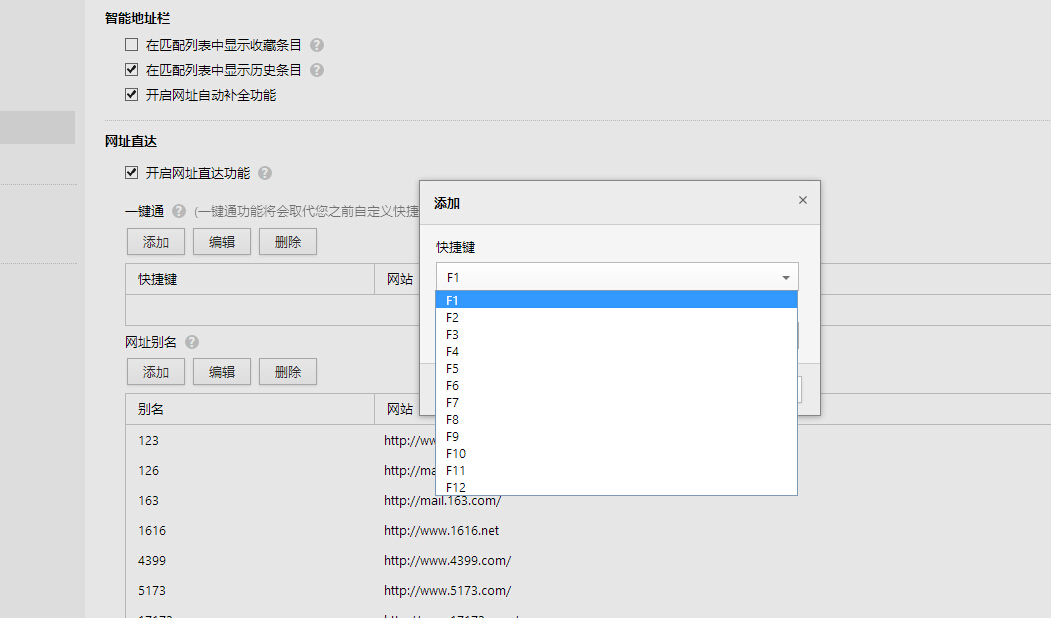 智能地址栏
在匹配列表中显示收藏条目 ?
在匹配列表中显示历史条目 ?
开启网址自动补全功能
网址直达
开启网址直达功能 ?
一键通 ? (一键通功能将会取代您之前自定义快捷
添加 编辑 删除
快捷键 网站
网址别名 ?
添加 编辑 删除
别名 网站
123 http://ww
126 http://ma
163 http://mail.163.com/
1616 http://www.1616.net
4399 http://www.4399.com/
5173 http://www.5173.com/
添加 ×
快捷键
F1
F1
F2
F3
F4
F5
F6
F7
F8
F9
F10
F11
F12